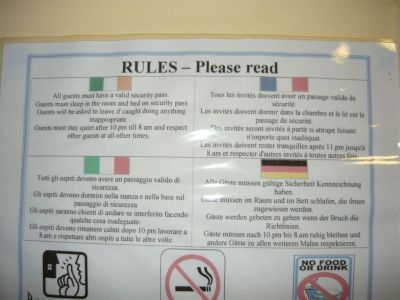 RULES – Please read
All guests must have a valid security pass
Guests must sleep in the room and bed on security pass
Guests will be asked to leave if caught doing anything
inappropriate.
Guests must stay quiet after 10 pm till 8 am and respect
other guests at all other times.
Tous les invités doivent avoir un passage valide de
sécurité.
Les invités doivent dormir dans la chambre et le lit sur le
passage de sécurité.
Des invités seront invités à partir si attrapé faisant
n'importe quoi inadéquat.
Les invités doivent rester tranquilles après 11 pm jusqu'à
8 am et respecter d'autres invités à toutes autres fois.
Tutti gli ospiti devono avere un passaggio valido di
sicurezza.
Gli ospiti devono dormire nella stanza e nella base sul
passaggio di sicurezza
Gli ospiti saranno chiesti di andare se interferito facendo
qualche cosa inadeguato
Gli ospiti devono rimanere calmi dopo 10 pm lavorare a
8 am e rispettare altri ospiti a tutte le altre volte.
Alle Gäste müssen gültige Sicherheit Kennzeichnung
haben.
Gäste müssen im Raum und im Bett schlafen, die ihnen
zugewiesen werden.
Gäste werden gebeten zu gehen wenn der Bruch die
Richtlinien.
Gäste müssen nach 10 pm bis 8 am ruhig bleiben und
andere Gäste zu allen weiteren Malen respektieren.
NO FOOD
OR DRINK